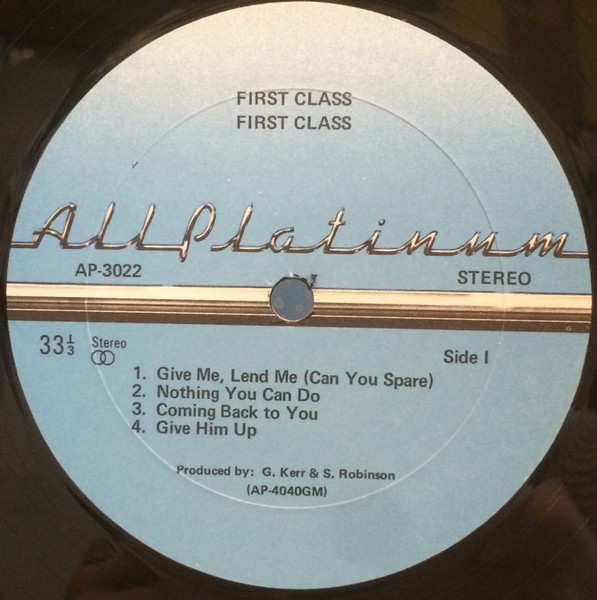 FIRST CLASS
FIRST CLASS
All Platinum
AP-3022
STEREO
33⅓
Stereo
Side I
1. Give Me, Lend Me (Can You Spare)
2. Nothing You Can Do
3. Coming Back to You
4. Give Him Up
Produced by: G. Kerr & S. Robinson
(AP-4040GM)